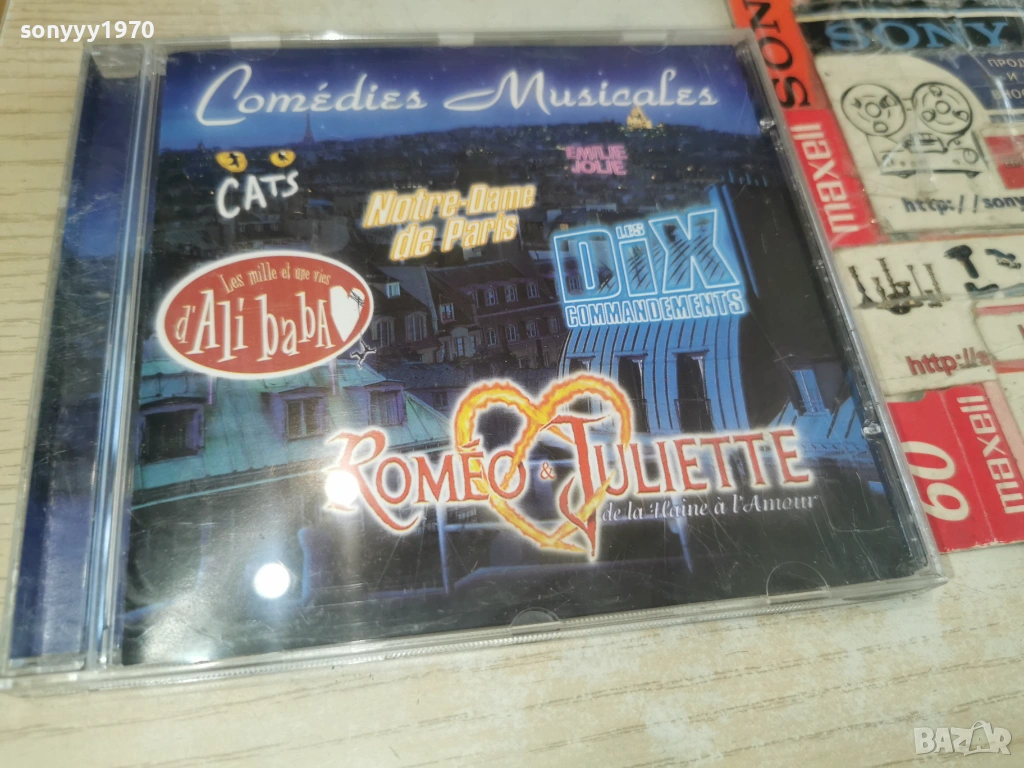 sonyyy1970
Comédies Musicales
CATS
EMILIE
JOLIE
Notre-Dame
de Paris
LES
DIX
COMMANDEMENTS
Les mille et une vies
d'Ali babA
ROMÉO & JULIETTE
de la Haine à l'Amour
SONY
SON
maxell
http://sony
http://
60
maxell
BAZAR